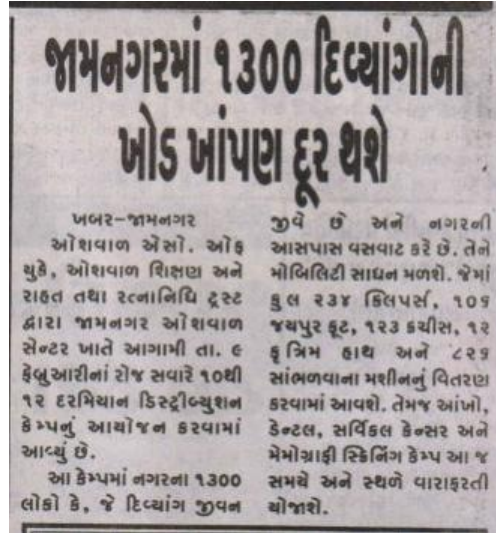 જામનગરમાં ૧૩૦૦ દિવ્યાંગોની
ખોડ ખાંપણ દૂર થશે
ખબર-જામનગર
ઓશવાળ એસો. ઓફ
યુકે, ઓશવાળ શિક્ષણ અને
રાહત તથા રત્નાનિધિ ટ્રસ્ટ
દ્વારા જામનગર ઓશવાળ
સેન્ટર ખાતે આગામી તા. ૯
ફેબ્રુઆરીનાં રોજ સવારે ૧૦થી
૧૨ દરમિયાન ડિસ્ટ્રીબ્યુશન
કેમ્પનું આયોજન કરવામાં
આવ્યું છે.
આ કેમ્પમાં નગરના ૧૩૦૦
લોકો કે, જે દિવ્યાંગ જીવન
જીવે છે અને નગરની
આસપાસ વસવાટ કરે છે. તેને
મોબિલિટી સાધન મળશે. જેમાં
કુલ ૨૩૪ ક્લિપર્સ, ૧૦૬
જયપુર ફૂટ, ૧૨૩ કચીસ, ૧૨
કૃત્રિમ હાથ અને ૮૨૬
સાંભળવાના મશીનનું વિતરણ
કરવામાં આવશે. તેમજ આંખો,
ડેન્ટલ, સર્વિકલ કેન્સર અને
મેમોગ્રાફી સ્ક્રિનિંગ કેમ્પ આ જ
સમયે અને સ્થળે વારાફરતી
યોજાશે.